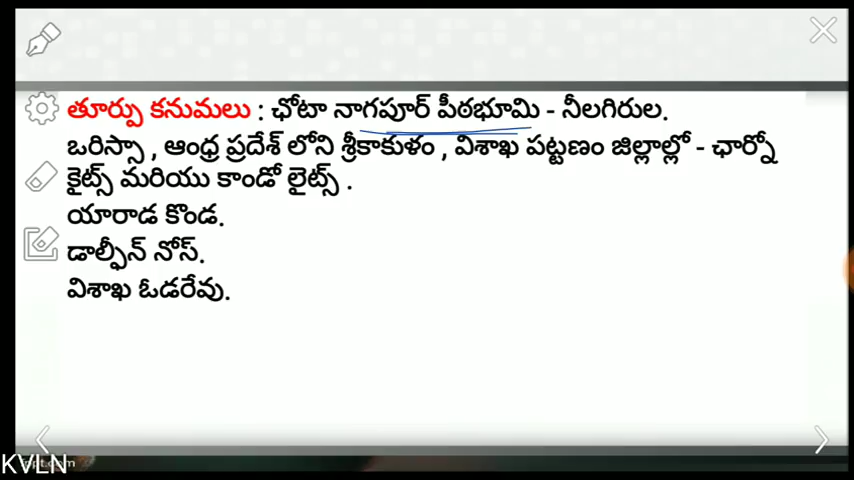 తూర్పు కనుమలు : ఛోటా నాగపూర్ పీఠభూమి - నీలగిరుల.
ఒరిస్సా , ఆంధ్ర ప్రదేశ్ లోని శ్రీకాకుళం , విశాఖ పట్టణం జిల్లాల్లో - ఛార్నో
కైట్స్ మరియు కాండో లైట్స్ .
యారాడ కొండ.
డాల్ఫీన్ నోస్.
విశాఖ ఓడరేవు.
KVLN